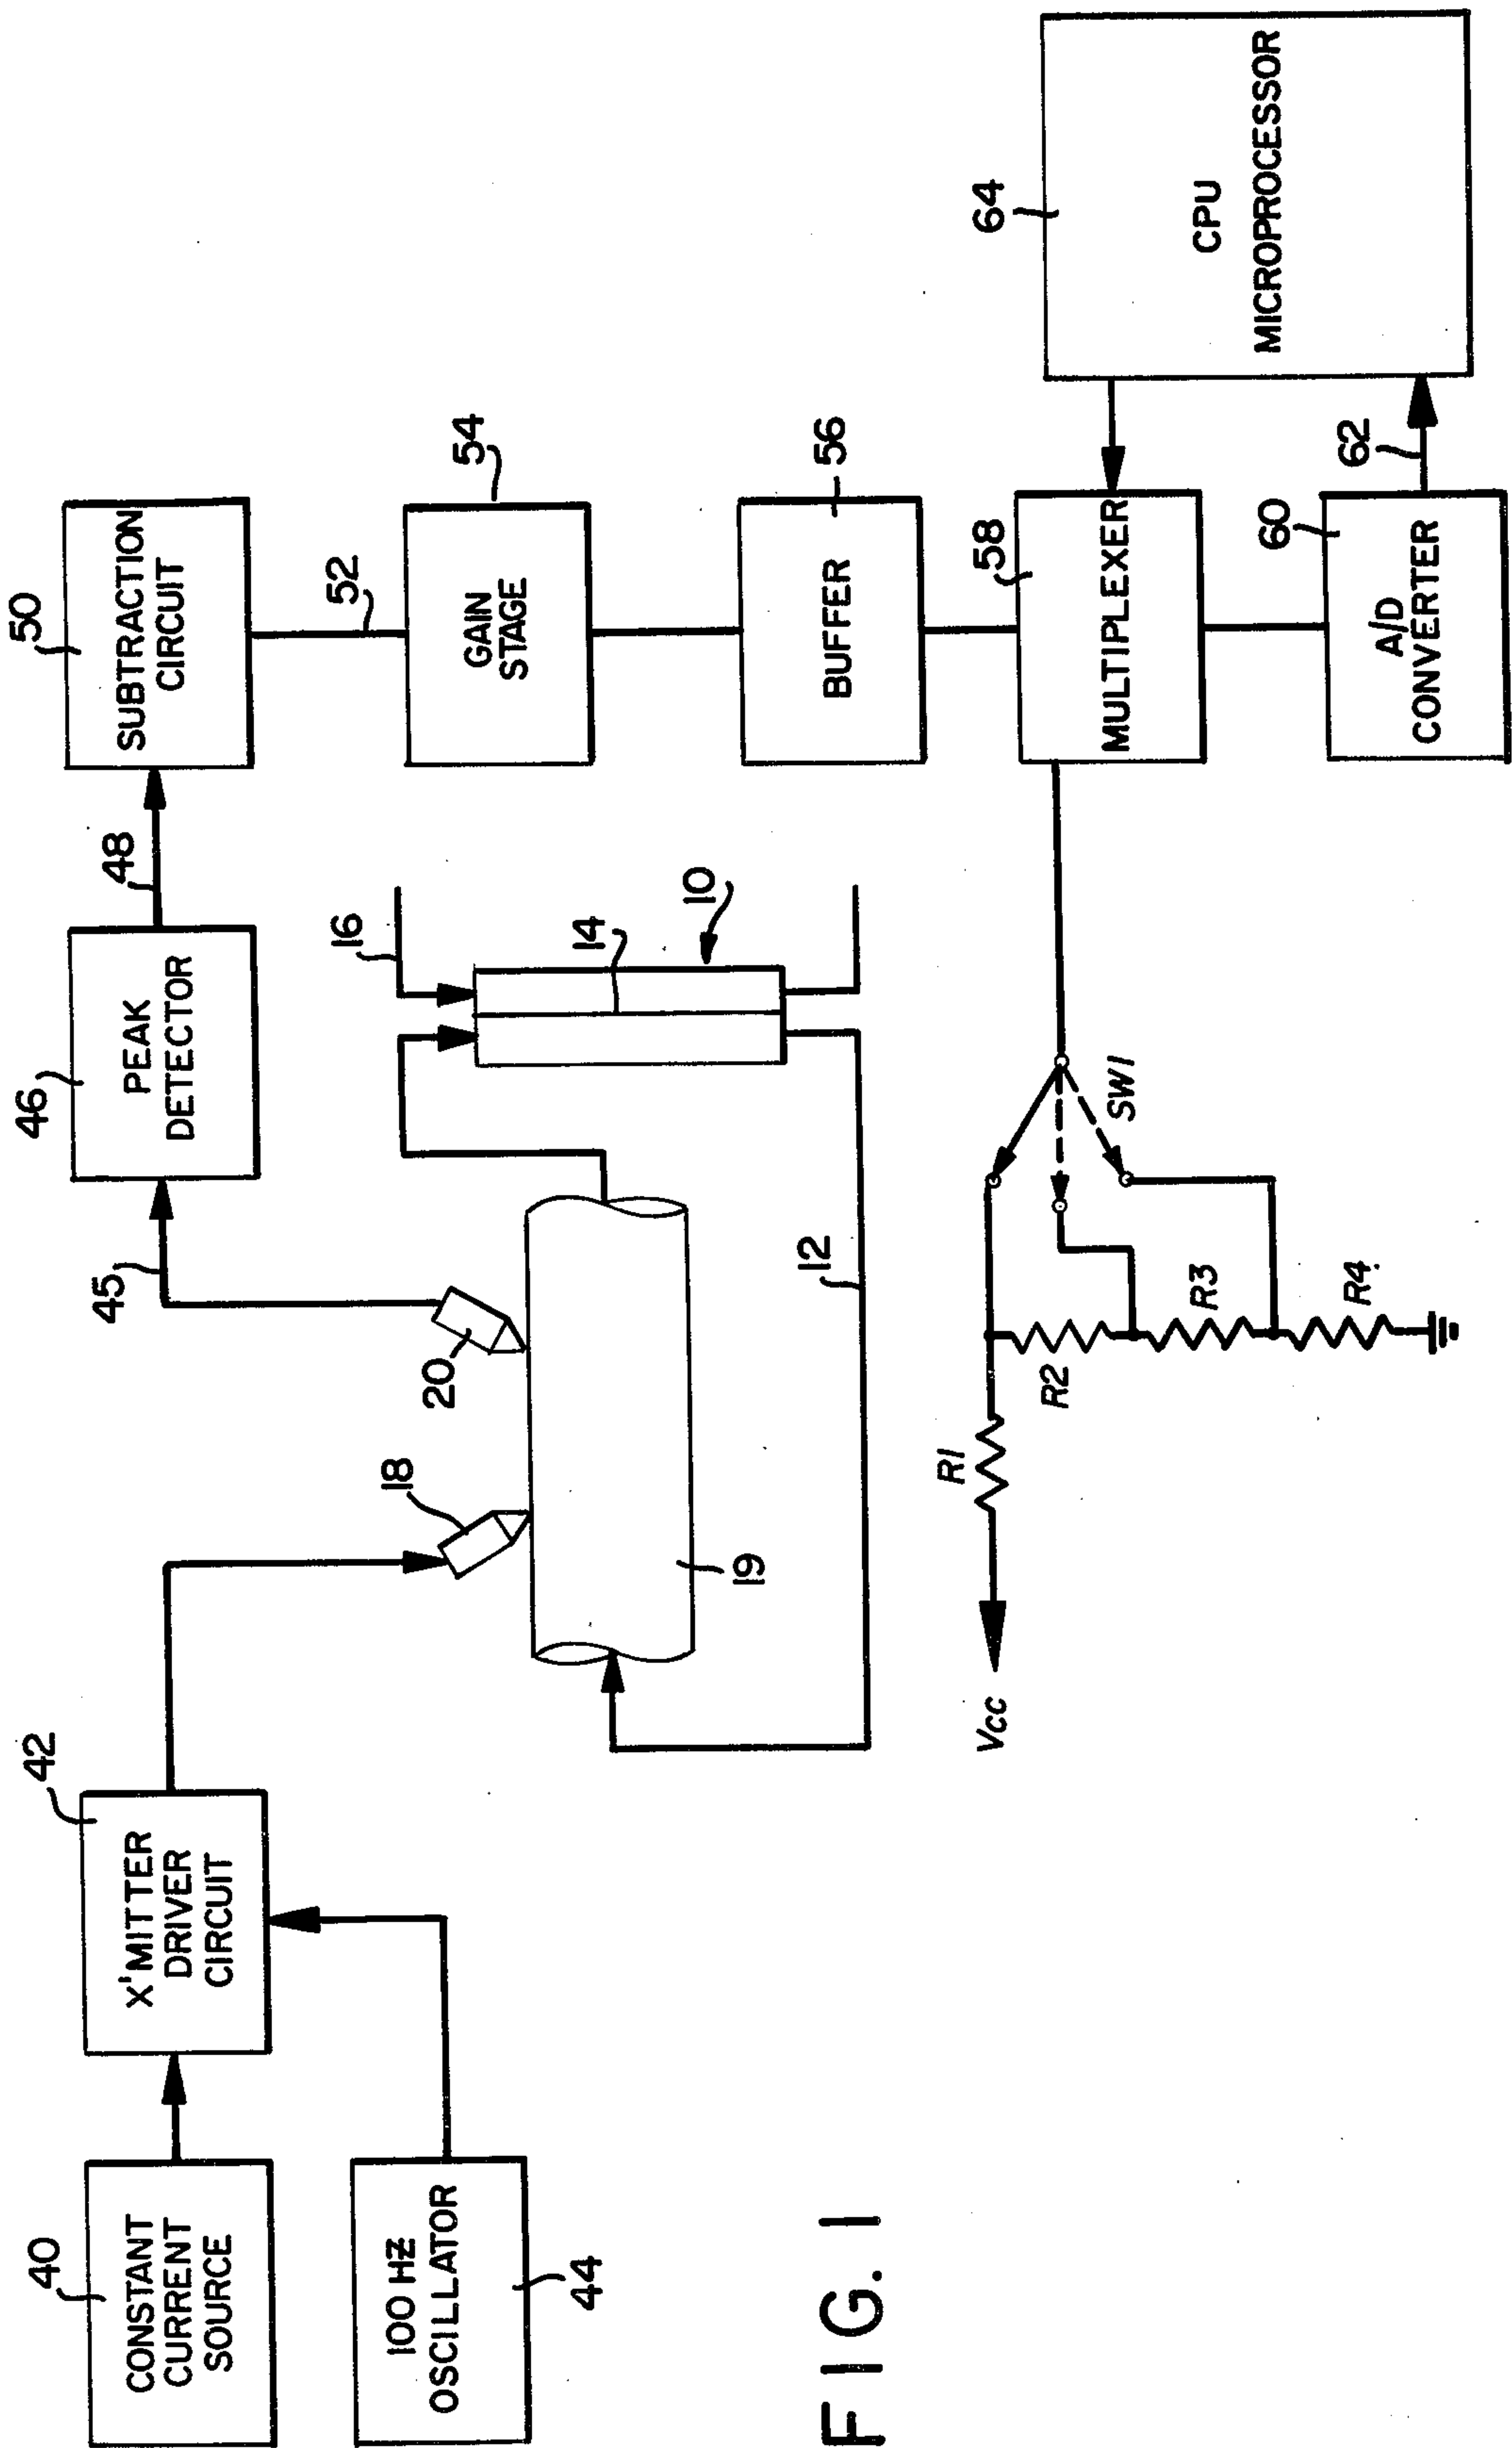 40
CONSTANT
CURRENT
SOURCE
42
X'MITTER
DRIVER
CIRCUIT
100 HZ
OSCILLATOR
44
18
19
20
45
46
PEAK
DETECTOR
48
50
SUBTRACTION
CIRCUIT
52
54
GAIN
STAGE
16
14
10
12
56
BUFFER
58
MULTIPLEXER
60
A/D
CONVERTER
62
64
CPU
MICROPROCESSOR
Vcc
R1
R2
R3
R4
SW1
FIG. 1